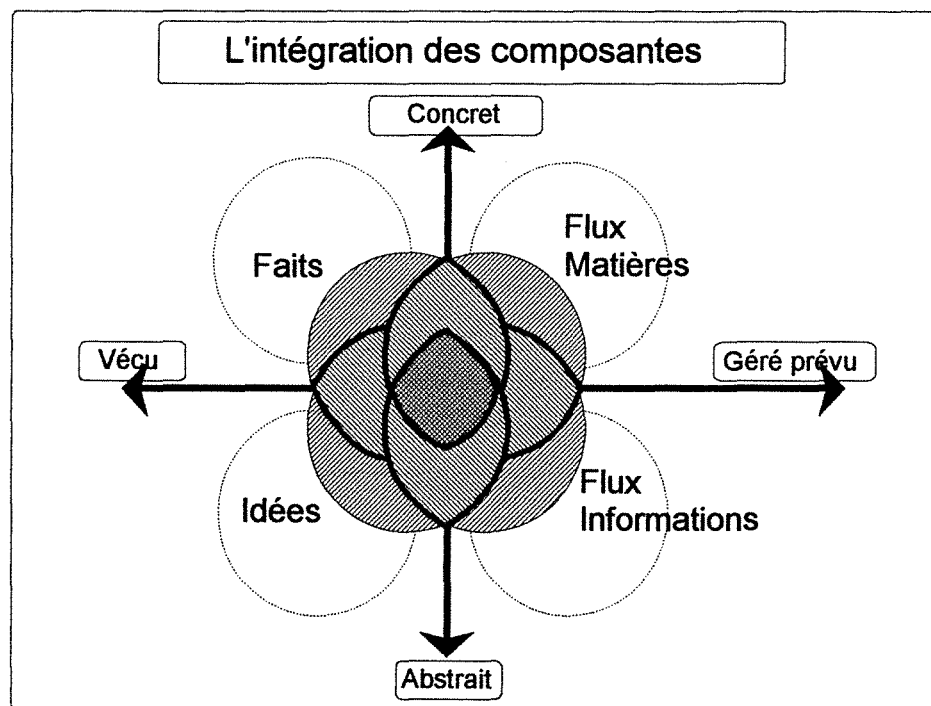 L'intégration des composantes
Concret
Flux
Matières
Faits
Vécu
Géré prévu
Idées
Flux
Informations
Abstrait